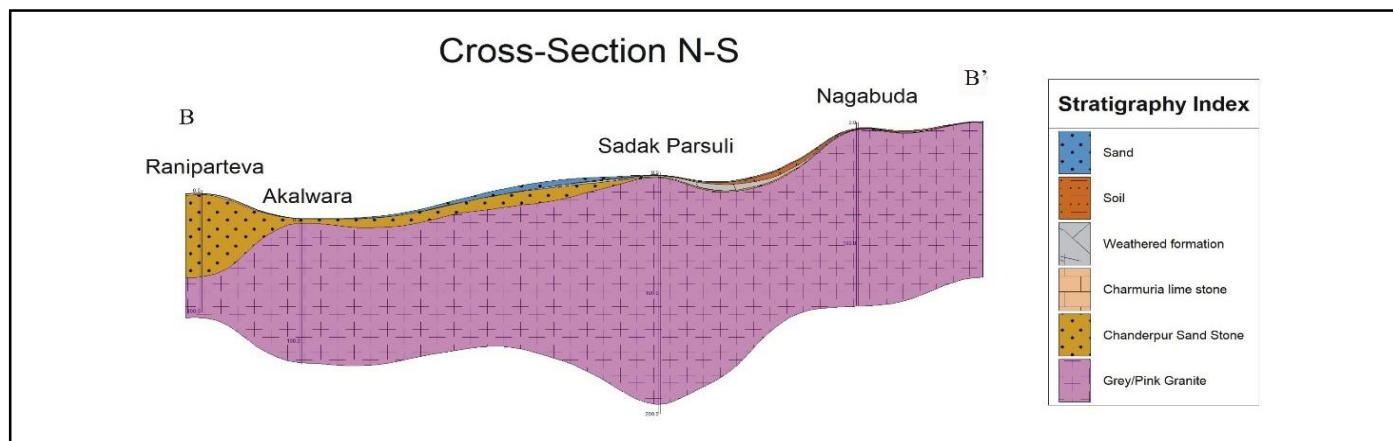 Cross-Section N-S
B
B’
Raniparteva
Akalwara
Sadak Parsuli
Nagabuda
Stratigraphy Index
Sand
Soil
Weathered formation
Charmuria lime stone
Chanderpur Sand Stone
Grey/Pink Granite